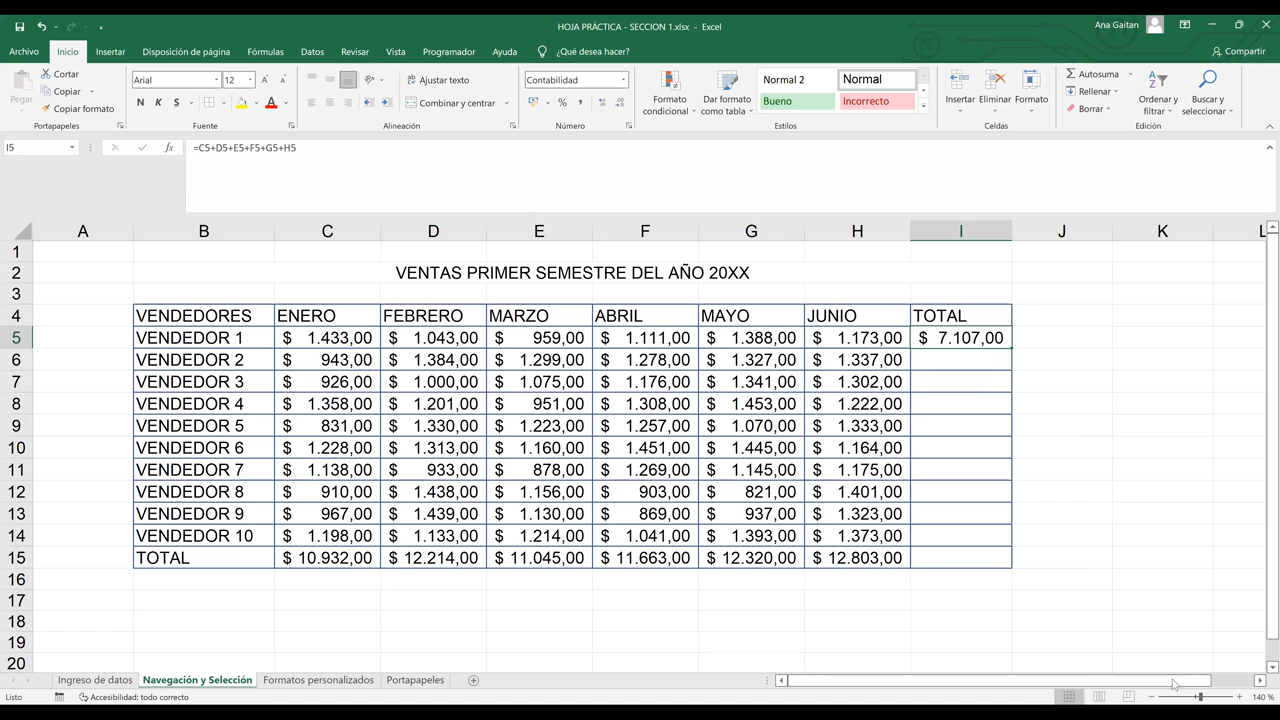 HOJA PRÁCTICA - SECCION 1.xlsx - Excel
Ana Gaitan
Archivo Inicio Insertar Disposición de página Fórmulas Datos Revisar Vista Programador Ayuda ¿Qué desea hacer? Compartir
Pegar
Cortar
Copiar
Copiar formato
Portapapeles
Arial 12
N K S
Fuente
Ajustar texto
Combinar y centrar
Alineación
Contabilidad
Número
Formato condicional
Dar formato como tabla
Normal 2 Normal
Bueno Incorrecto
Estilos
Insertar Eliminar Formato
Celdas
Autosuma
Rellenar
Borrar
Ordenar y filtrar
Buscar y seleccionar
Edición
I5 fx =C5+D5+E5+F5+G5+H5
A B C D E F G H I J K L
1
2 VENTAS PRIMER SEMESTRE DEL AÑO 20XX
3
4 VENDEDORES ENERO FEBRERO MARZO ABRIL MAYO JUNIO TOTAL
5 VENDEDOR 1 $ 1.433,00 $ 1.043,00 $ 959,00 $ 1.111,00 $ 1.388,00 $ 1.173,00 $ 7.107,00
6 VENDEDOR 2 $ 943,00 $ 1.384,00 $ 1.299,00 $ 1.278,00 $ 1.327,00 $ 1.337,00
7 VENDEDOR 3 $ 926,00 $ 1.000,00 $ 1.075,00 $ 1.176,00 $ 1.341,00 $ 1.302,00
8 VENDEDOR 4 $ 1.358,00 $ 1.201,00 $ 951,00 $ 1.308,00 $ 1.453,00 $ 1.222,00
9 VENDEDOR 5 $ 831,00 $ 1.330,00 $ 1.223,00 $ 1.257,00 $ 1.070,00 $ 1.333,00
10 VENDEDOR 6 $ 1.228,00 $ 1.313,00 $ 1.160,00 $ 1.451,00 $ 1.445,00 $ 1.164,00
11 VENDEDOR 7 $ 1.138,00 $ 933,00 $ 878,00 $ 1.269,00 $ 1.145,00 $ 1.175,00
12 VENDEDOR 8 $ 910,00 $ 1.438,00 $ 1.156,00 $ 903,00 $ 821,00 $ 1.401,00
13 VENDEDOR 9 $ 967,00 $ 1.439,00 $ 1.130,00 $ 869,00 $ 937,00 $ 1.323,00
14 VENDEDOR 10 $ 1.198,00 $ 1.133,00 $ 1.214,00 $ 1.041,00 $ 1.393,00 $ 1.373,00
15 TOTAL $ 10.932,00 $ 12.214,00 $ 11.045,00 $ 11.663,00 $ 12.320,00 $ 12.803,00
16
17
18
19
20
Ingreso de datos Navegación y Selección Formatos personalizados Portapapeles
Listo Accesibilidad: todo correcto 140 %